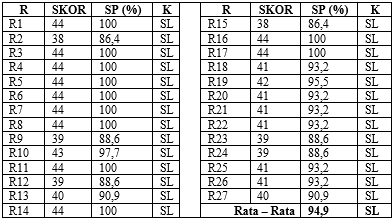 R SKOR SP (%) K
R1 44 100 SL
R2 38 86,4 SL
R3 44 100 SL
R4 44 100 SL
R5 44 100 SL
R6 44 100 SL
R7 44 100 SL
R8 44 100 SL
R9 39 88,6 SL
R10 43 97,7 SL
R11 44 100 SL
R12 39 88,6 SL
R13 40 90,9 SL
R14 44 100 SL
R SKOR SP (%) K
R15 38 86,4 SL
R16 44 100 SL
R17 44 100 SL
R18 41 93,2 SL
R19 42 95,5 SL
R20 41 93,2 SL
R21 41 93,2 SL
R22 41 93,2 SL
R23 39 88,6 SL
R24 39 88,6 SL
R25 41 93,2 SL
R26 41 93,2 SL
R27 40 90,9 SL
Rata – Rata 94,9 SL